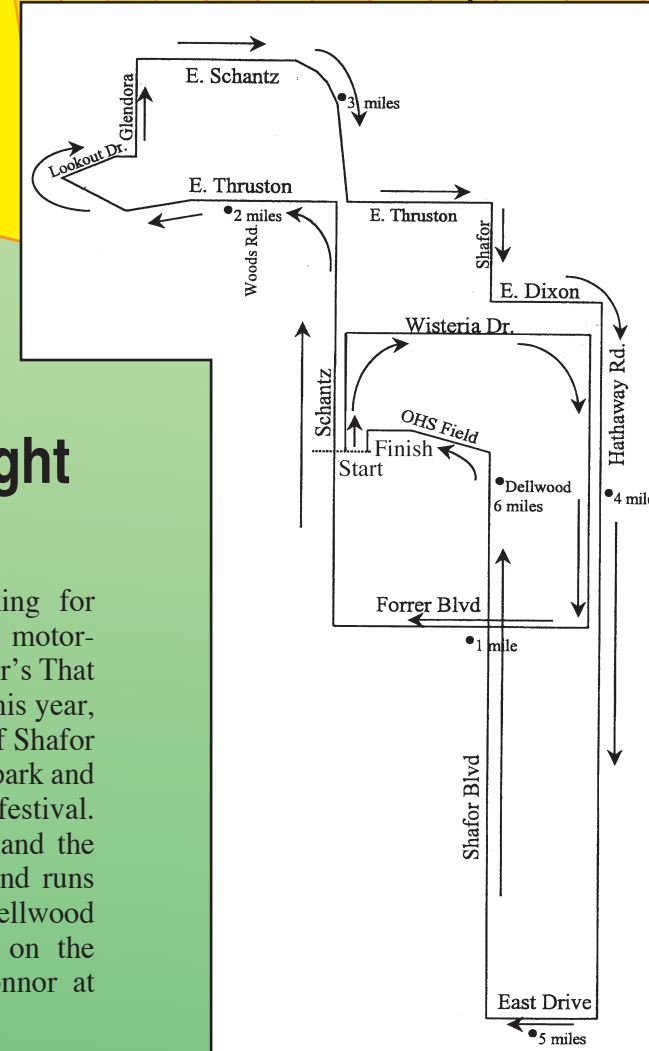 E. Schantz
3 miles
Glendora
Lookout Dr.
E. Thruston
2 miles
Woods Rd.
E. Thruston
Shafor
E. Dixon
Wisteria Dr.
Hathaway Rd.
Schantz
OHS Field
Finish
Start
Dellwood
6 miles
4 mile
Forrer Blvd
1 mile
Shafor Blvd
East Drive
5 miles
ght
ing for
motor-
r’s That
his year,
f Shafor
park and
festival.
and the
nd runs
ellwood
on the
nnor at